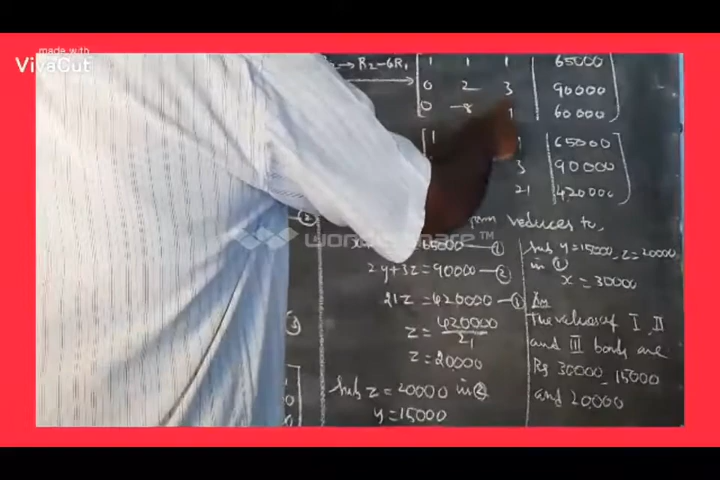 made with
VivaCut
R₂→R₂-6R₁
1 1 1 | 65000
0 2 3 | 90000
0 -8 1 | 60000
1 1 | 65000
3 | 90000
21 | 420000
reduces to,
65000 — ①
2y+3z = 90000 — ②
21z = 420000
z = 420000 / 21
z = 20000
sub z = 20000 in ②
y = 15000
sub y = 15000, z = 20000
in ①
x = 30000
The values of I, II
and III bonds are
Rs 30000, 15000
and 20000
wondershare™